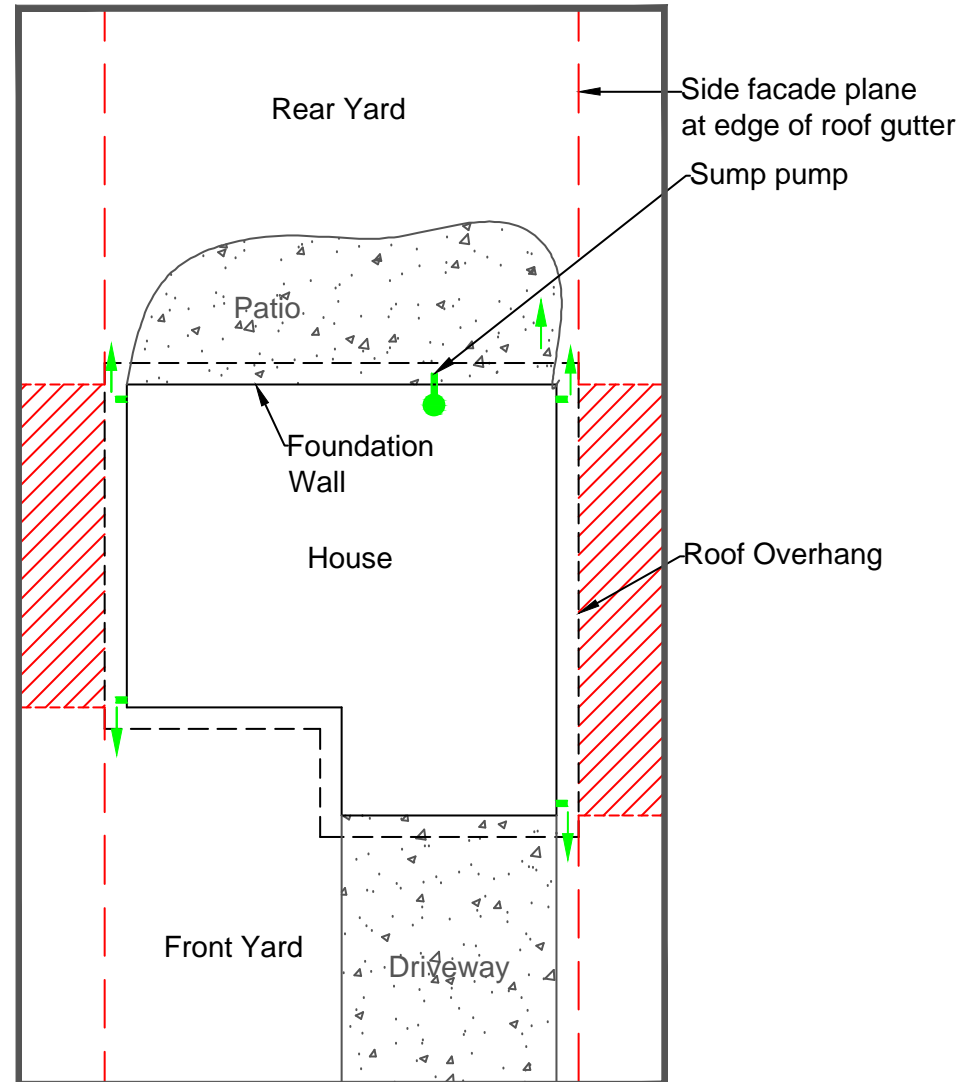 Rear Yard
Side facade plane
at edge of roof gutter
Sump pump
Patio
Foundation
Wall
House
Roof Overhang
Front Yard
Driveway